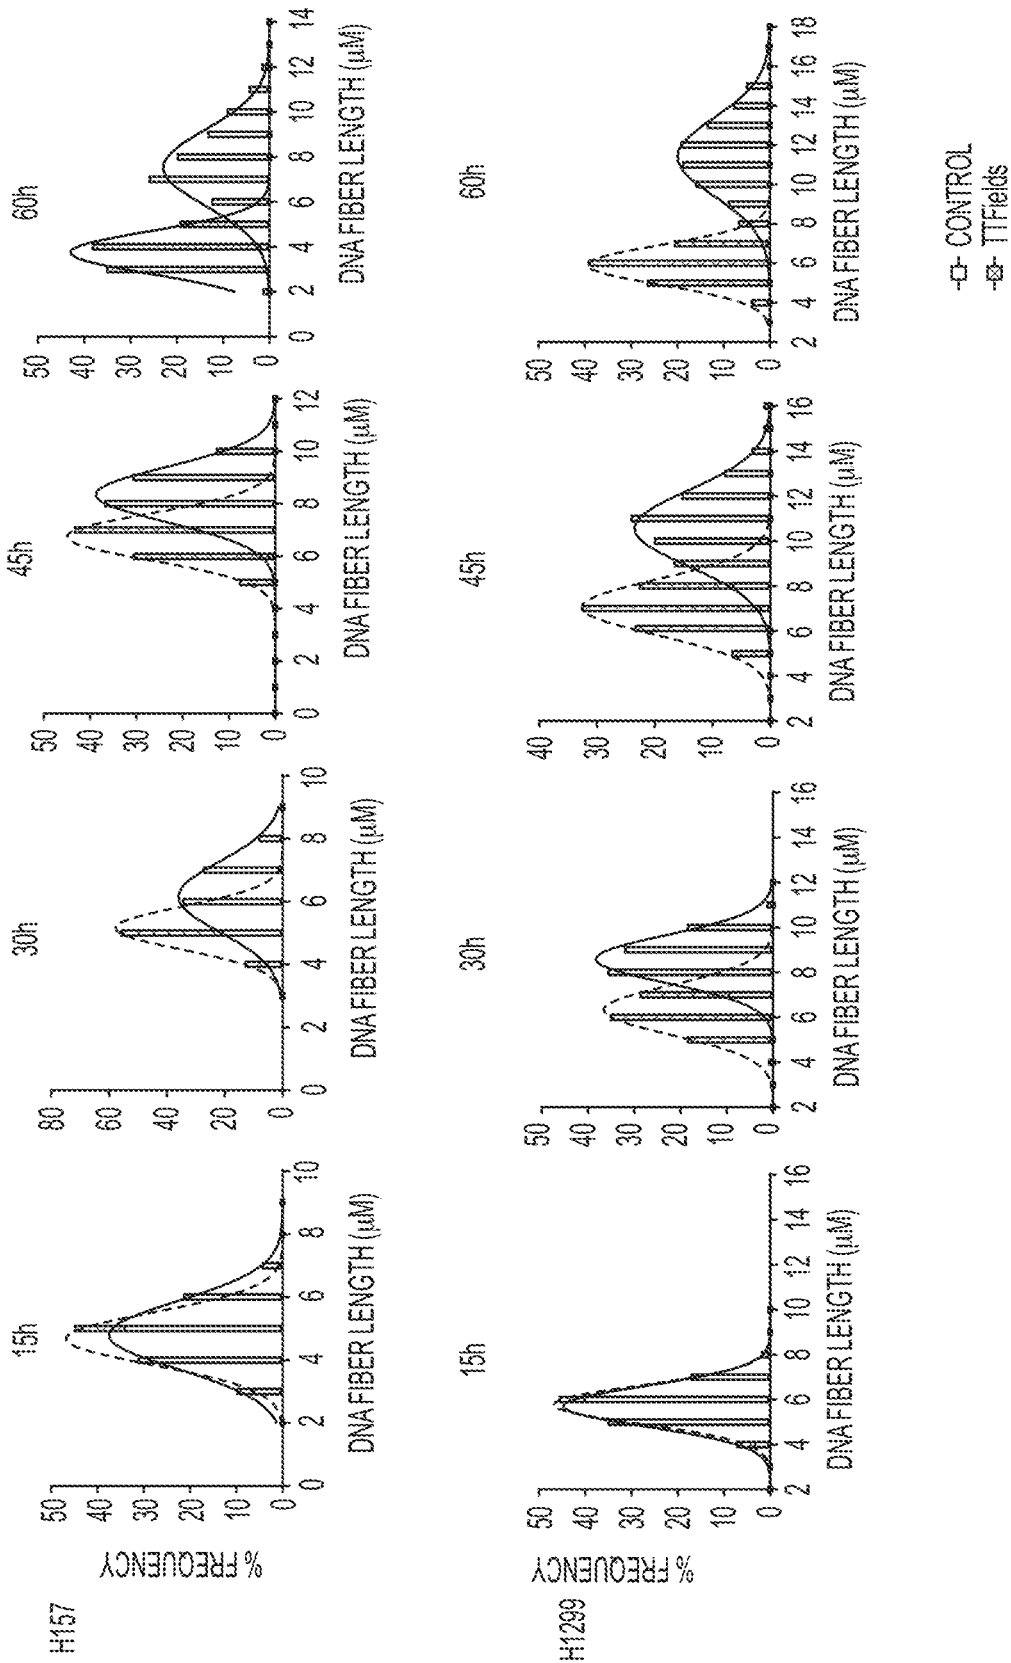 H157
15h
% FREQUENCY
50
40
30
20
10
0
0 2 4 6 8 10
DNA FIBER LENGTH (µM)
30h
80
60
40
20
0
0 2 4 6 8 10
DNA FIBER LENGTH (µM)
45h
50
40
30
20
10
0
0 2 4 6 8 10 12
DNA FIBER LENGTH (µM)
60h
50
40
30
20
10
0
0 2 4 6 8 10 12 14
DNA FIBER LENGTH (µM)
H1299
15h
% FREQUENCY
50
40
30
20
10
0
2 4 6 8 10 12 14 16
DNA FIBER LENGTH (µM)
30h
50
40
30
20
10
0
2 4 6 8 10 12 14 16
DNA FIBER LENGTH (µM)
45h
40
30
20
10
0
2 4 6 8 10 12 14 16
DNA FIBER LENGTH (µM)
60h
50
40
30
20
10
0
2 4 6 8 10 12 14 16 18
DNA FIBER LENGTH (µM)
CONTROL
TTFields